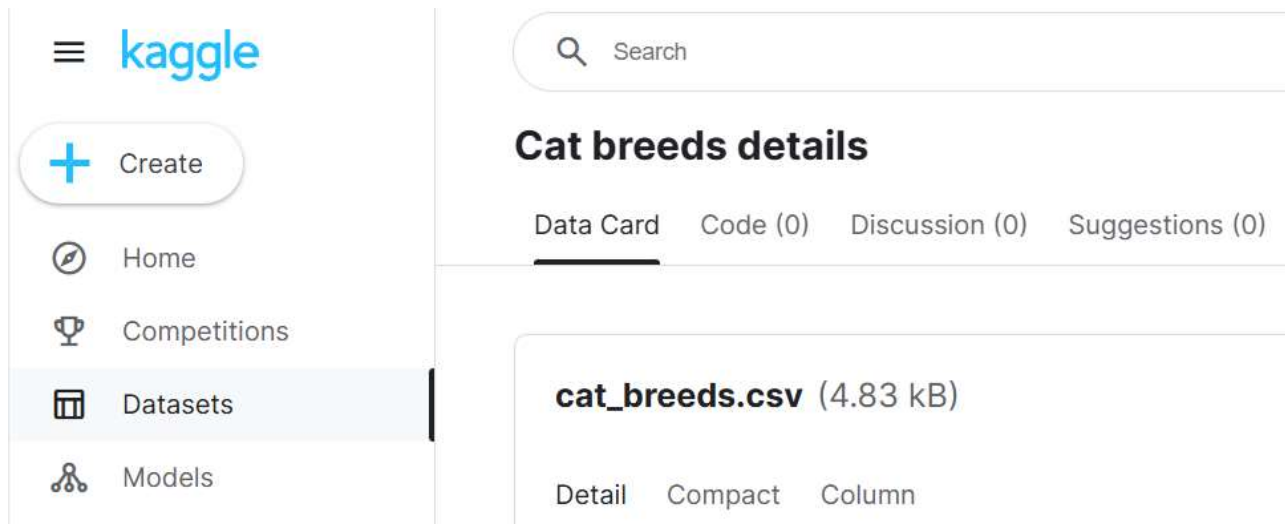 kaggle
Create
Home
Competitions
Datasets
Models
Search
Cat breeds details
Data Card Code (0) Discussion (0) Suggestions (0)
cat_breeds.csv (4.83 kB)
Detail Compact Column